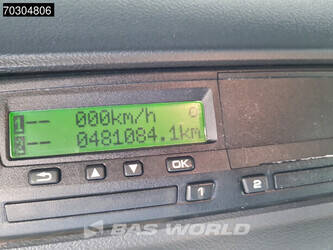 70304806
1 -- 000km/h
2 -- 0481084.1km
OK
1 2
BAS WORLD